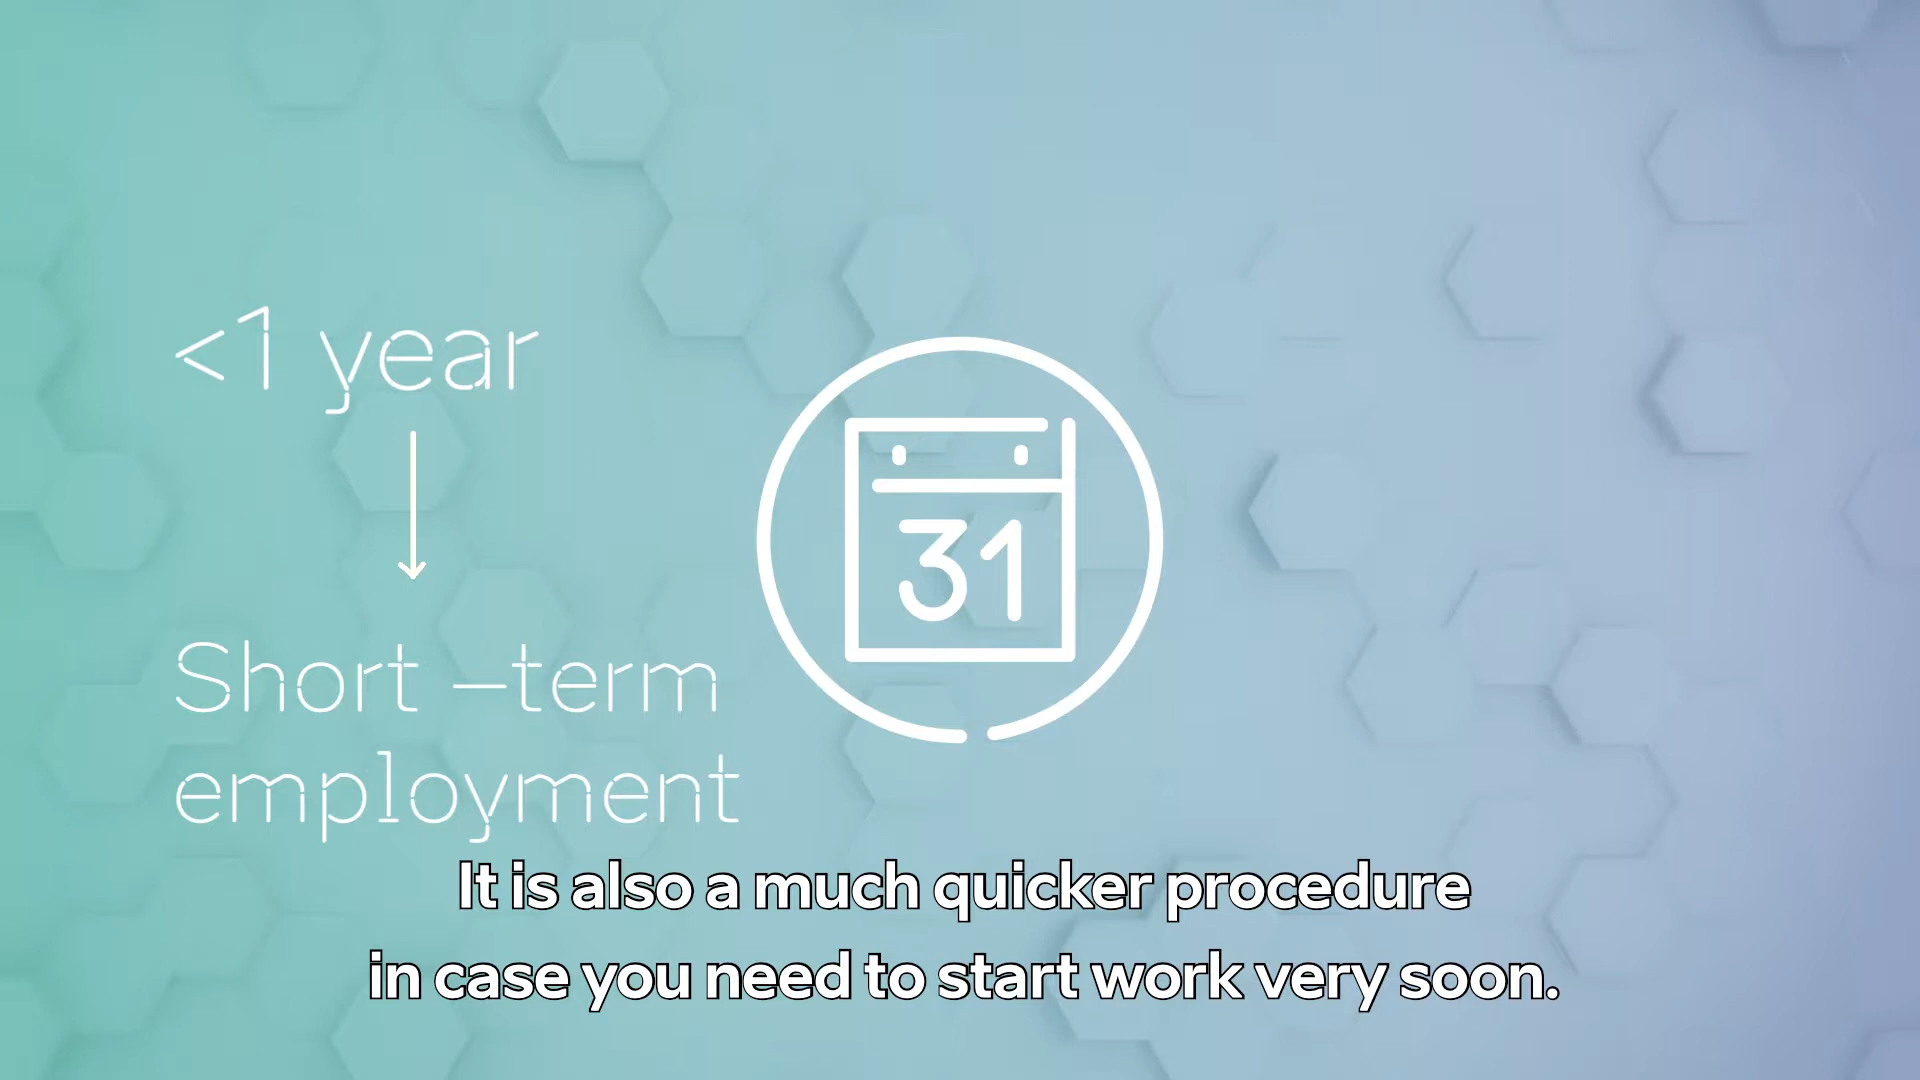 <1 year
Short –term
employment
31
It is also a much quicker procedure
in case you need to start work very soon.